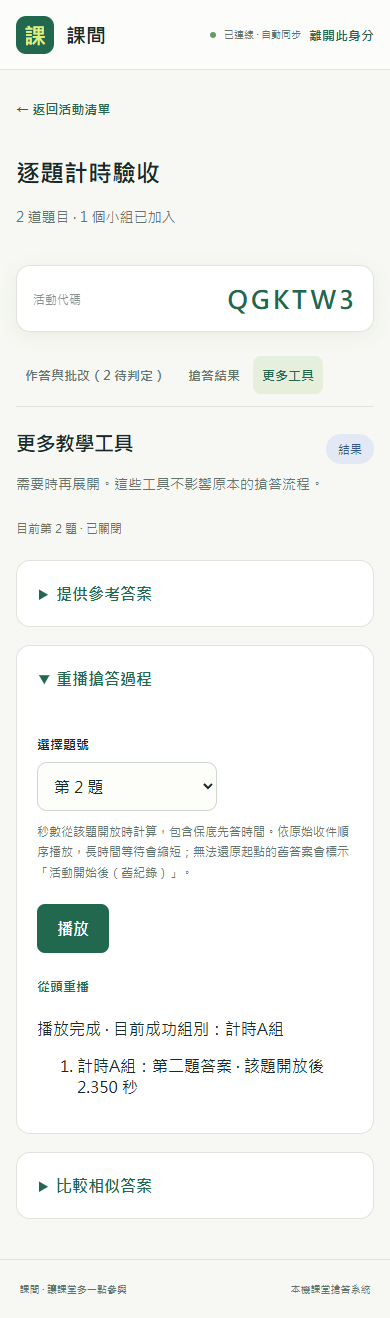 課 課間 已連線 · 自動同步 離開此身分
← 返回活動清單
逐題計時驗收
2 道題目 · 1 個小組已加入
活動代碼 QGKTW3
作答與批改（2 待判定） 搶答結果 更多工具
更多教學工具 結果
需要時再展開。這些工具不影響原本的搶答流程。
目前第 2 題 · 已關閉
▶ 提供參考答案
▼ 重播搶答過程
選擇題號
第 2 題
秒數從該題開放時計算，包含保底先答時間。依原始收件順
序播放，長時間等待會縮短；無法還原起點的舊答案會標示
「活動開始後（舊紀錄）」。
播放
從頭重播
播放完成 · 目前成功組別：計時A組
1. 計時A組：第二題答案 · 該題開放後
2.350 秒
▶ 比較相似答案
課間 · 讓課堂多一點參與 本機課堂搶答系統